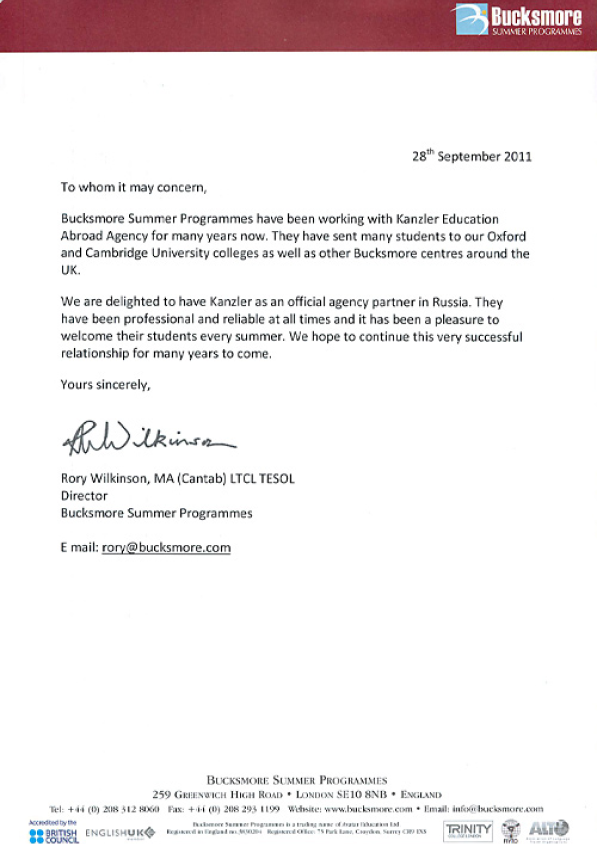 Bucksmore
SUMMER PROGRAMMES
28th September 2011
To whom it may concern,
Bucksmore Summer Programmes have been working with Kanzler Education
Abroad Agency for many years now. They have sent many students to our Oxford
and Cambridge University colleges as well as other Bucksmore centres around the
UK.
We are delighted to have Kanzler as an official agency partner in Russia. They
have been professional and reliable at all times and it has been a pleasure to
welcome their students every summer. We hope to continue this very successful
relationship for many years to come.
Yours sincerely,
RWilkinson
Rory Wilkinson, MA (Cantab) LTCL TESOL
Director
Bucksmore Summer Programmes
E mail: rory@bucksmore.com
BUCKSMORE SUMMER PROGRAMMES
259 GREENWICH HIGH ROAD • LONDON SE10 8NB • ENGLAND
Tel: +44 (0) 208 312 8060 Fax: +44 (0) 208 293 1199 Website: www.bucksmore.com • Email: info@bucksmore.com
Accredited by the
BRITISH
COUNCIL
ENGLISHUK
Bucksmore Summer Programmes is a trading name of Education Ltd
Registered in England no. Registered Office: 79 Park Lane, Croydon, Surrey
TRINITY
ALTO